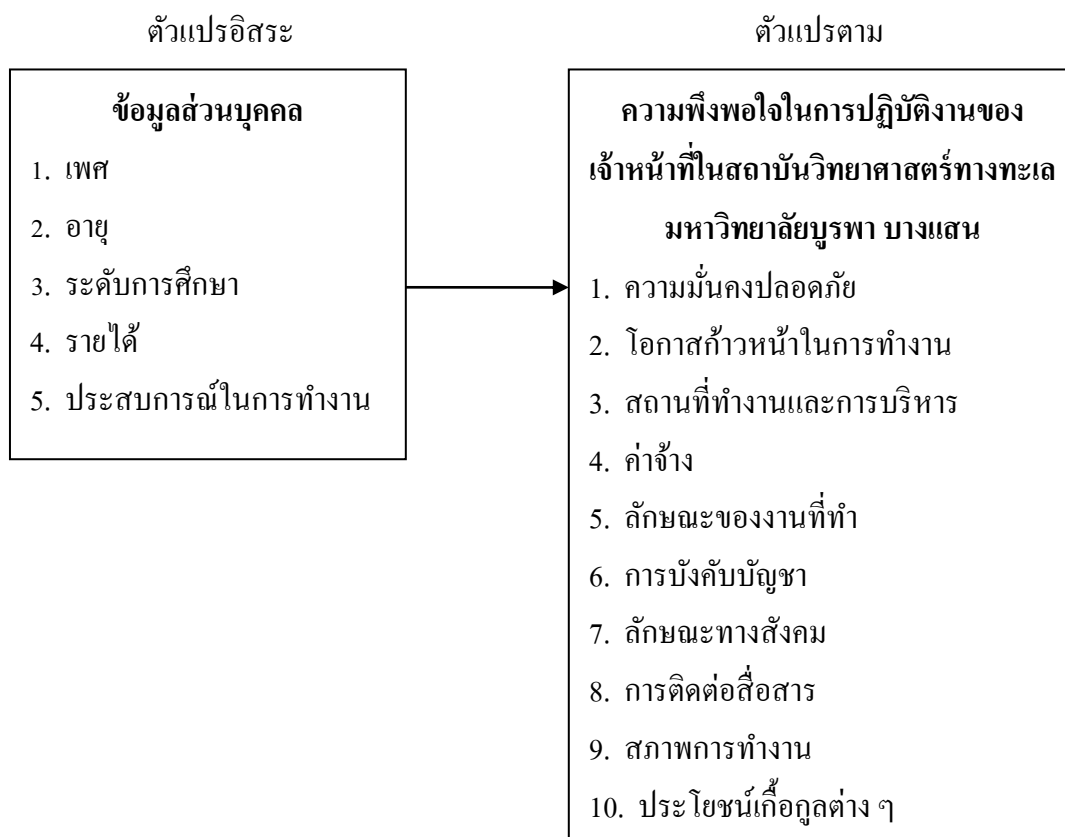 ตัวแปรอิสระ
ข้อมูลส่วนบุคคล
1. เพศ
2. อายุ
3. ระดับการศึกษา
4. รายได้
5. ประสบการณ์ในการทำงาน
ตัวแปรตาม
ความพึงพอใจในการปฏิบัติงานของ
เจ้าหน้าที่ในสถาบันวิทยาศาสตร์ทางทะเล
มหาวิทยาลัยบูรพา บางแสน
1. ความมั่นคงปลอดภัย
2. โอกาสก้าวหน้าในการทำงาน
3. สถานที่ทำงานและการบริหาร
4. ค่าจ้าง
5. ลักษณะของงานที่ทำ
6. การบังคับบัญชา
7. ลักษณะทางสังคม
8. การติดต่อสื่อสาร
9. สภาพการทำงาน
10. ประโยชน์เกื้อกูลต่าง ๆ